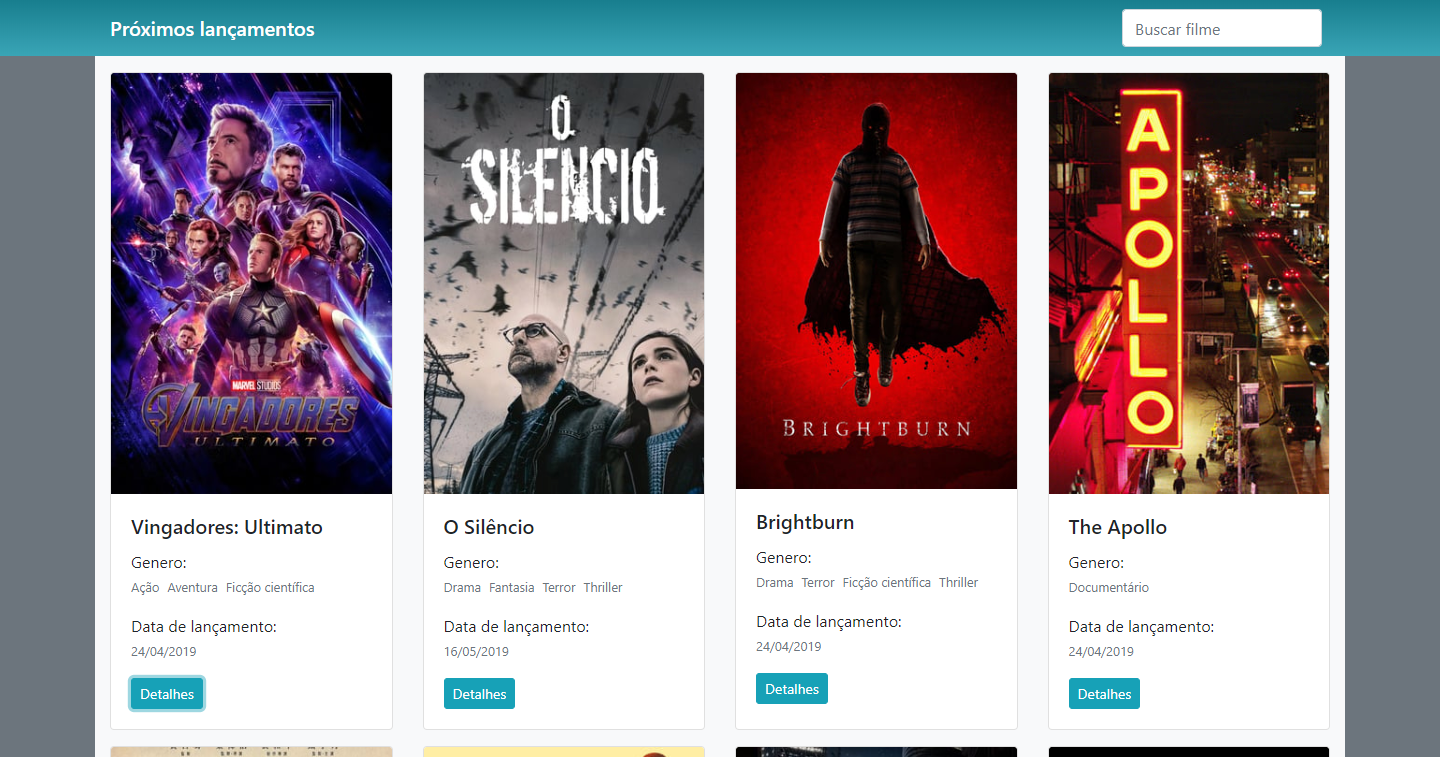 Próximos lançamentos
Buscar filme
MARVEL STUDIOS
VINGADORES
ULTIMATO
O
SILÊNCIO
BRIGHTBURN
APOLLO
Vingadores: Ultimato
Genero:
Ação Aventura Ficção científica
Data de lançamento:
24/04/2019
Detalhes
O Silêncio
Genero:
Drama Fantasia Terror Thriller
Data de lançamento:
16/05/2019
Detalhes
Brightburn
Genero:
Drama Terror Ficção científica Thriller
Data de lançamento:
24/04/2019
Detalhes
The Apollo
Genero:
Documentário
Data de lançamento:
24/04/2019
Detalhes